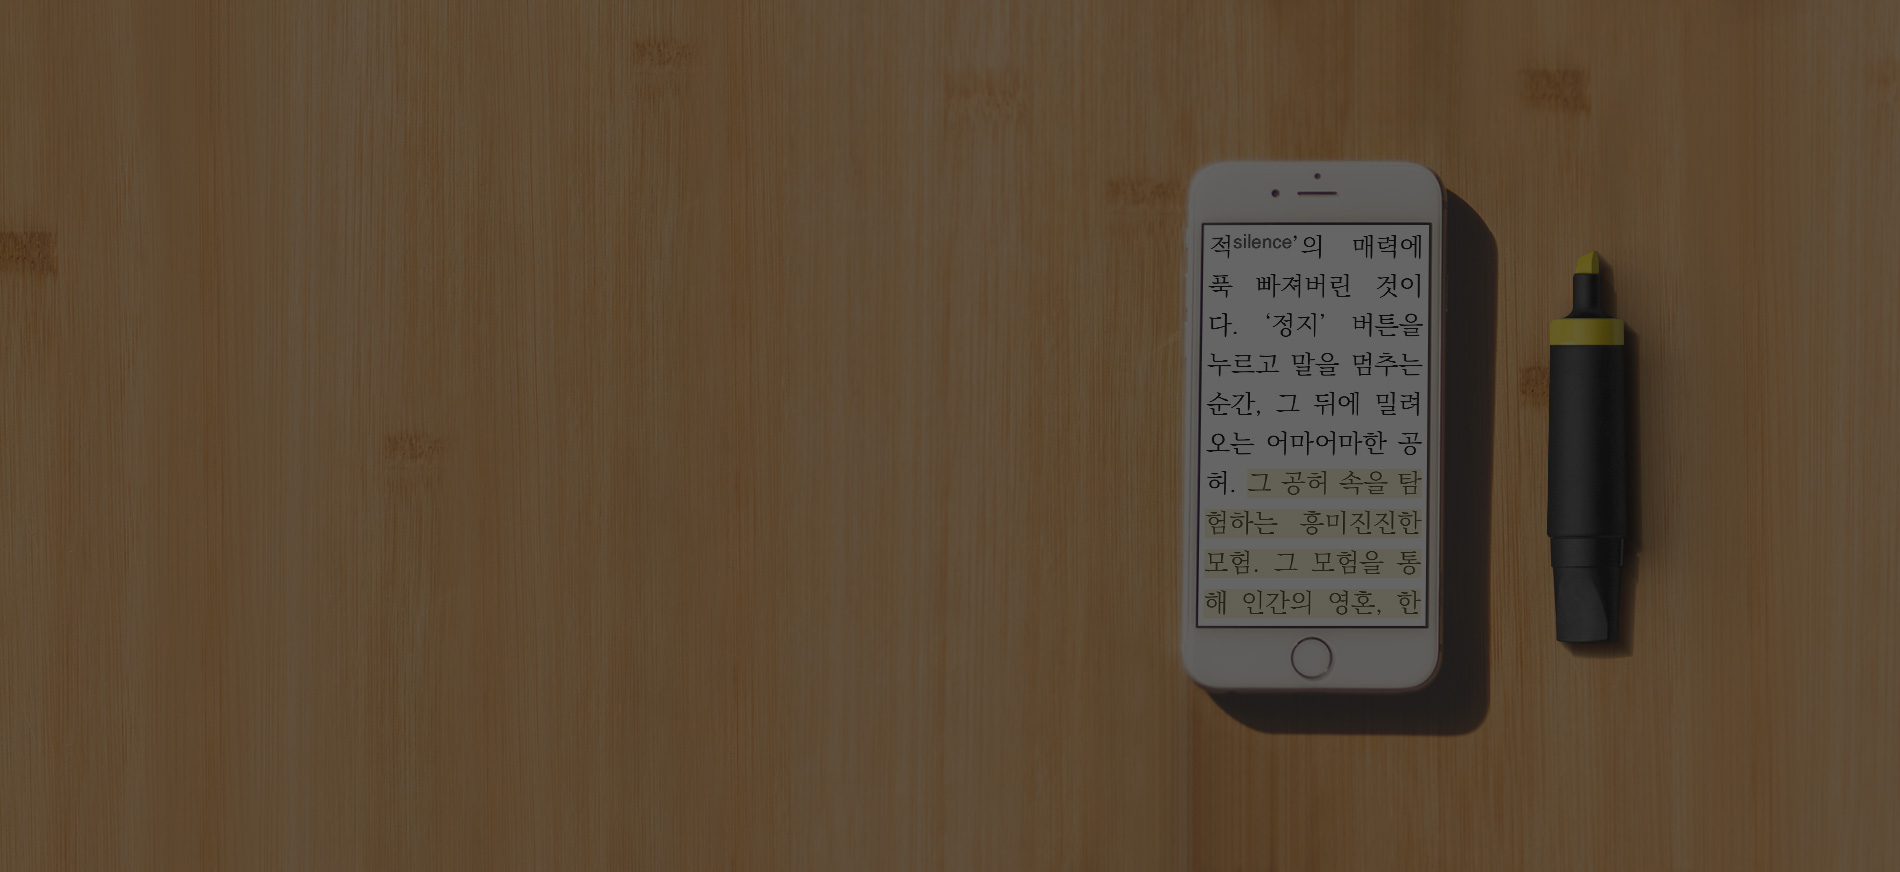 적silence’의 매력에
푹 빠져버린 것이
다. ‘정지’ 버튼을
누르고 말을 멈추는
순간, 그 뒤에 밀려
오는 어마어마한 공
허. 그 공허 속을 탐
험하는 흥미진진한
모험. 그 모험을 통
해 인간의 영혼, 한